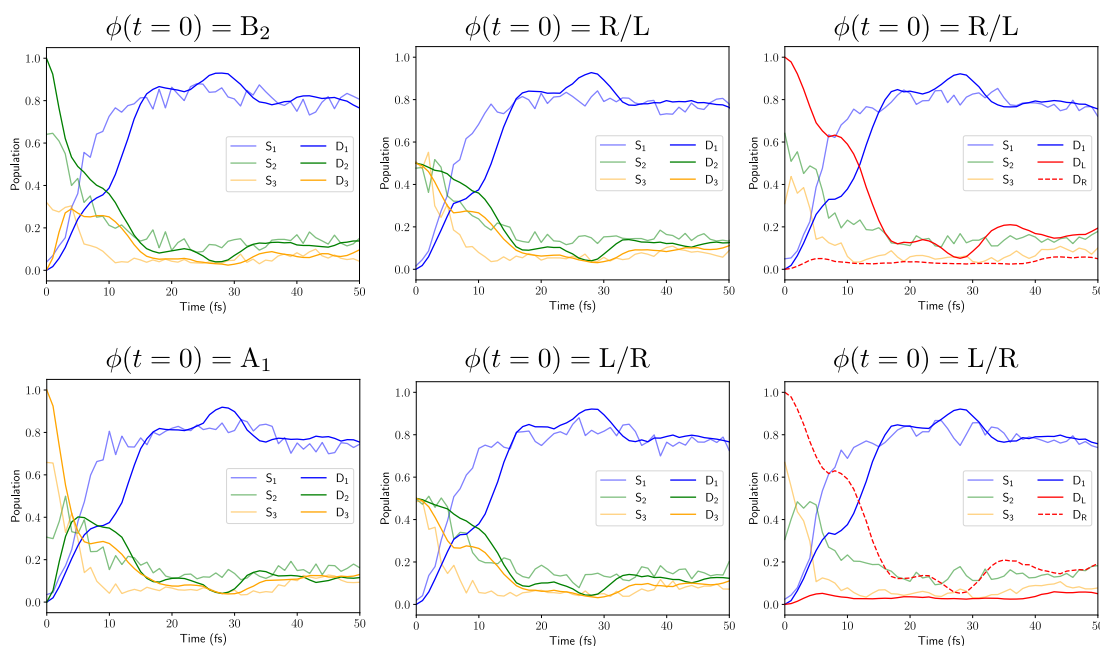 ϕ(t = 0) = B₂
ϕ(t = 0) = R/L
ϕ(t = 0) = R/L
1.0
0.8
0.6
0.4
0.2
0.0
Population
S₁ D₁
S₂ D₂
S₃ D₃
0 10 20 30 40 50
Time (fs)
1.0
0.8
0.6
0.4
0.2
0.0
Population
S₁ D₁
S₂ D₂
S₃ D₃
0 10 20 30 40 50
Time (fs)
1.0
0.8
0.6
0.4
0.2
0.0
Population
S₁ D₁
S₂ D_L
S₃ D_R
0 10 20 30 40 50
Time (fs)
ϕ(t = 0) = A₁
ϕ(t = 0) = L/R
ϕ(t = 0) = L/R
1.0
0.8
0.6
0.4
0.2
0.0
Population
S₁ D₁
S₂ D₂
S₃ D₃
0 10 20 30 40 50
Time (fs)
1.0
0.8
0.6
0.4
0.2
0.0
Population
S₁ D₁
S₂ D₂
S₃ D₃
0 10 20 30 40 50
Time (fs)
1.0
0.8
0.6
0.4
0.2
0.0
Population
S₁ D₁
S₂ D_L
S₃ D_R
0 10 20 30 40 50
Time (fs)